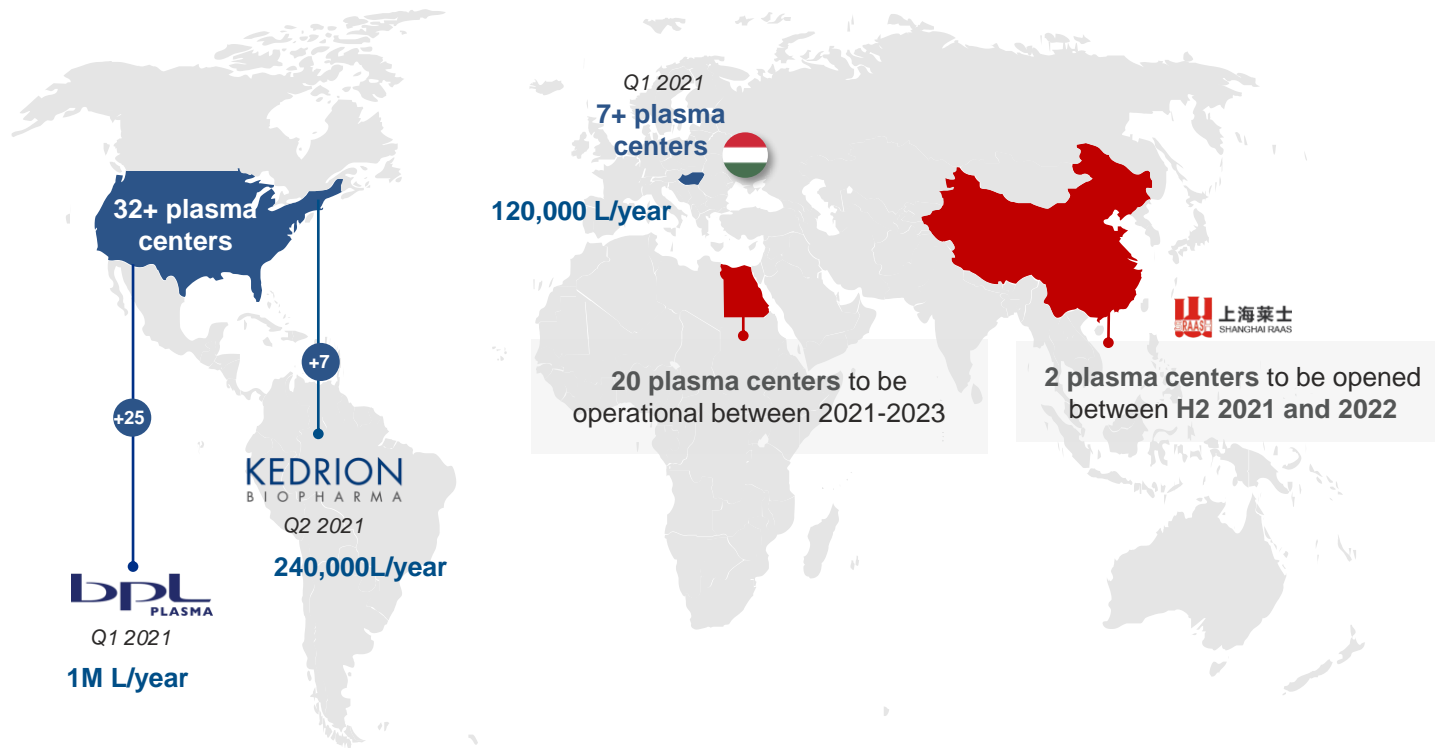 Q1 2021
7+ plasma
centers
120,000 L/year
32+ plasma
centers
+7
+25
KEDRION
BIOPHARMA
Q2 2021
240,000L/year
bpl
PLASMA
Q1 2021
1M L/year
20 plasma centers to be
operational between 2021-2023
RAAS
上海莱士
SHANGHAI RAAS
2 plasma centers to be opened
between H2 2021 and 2022